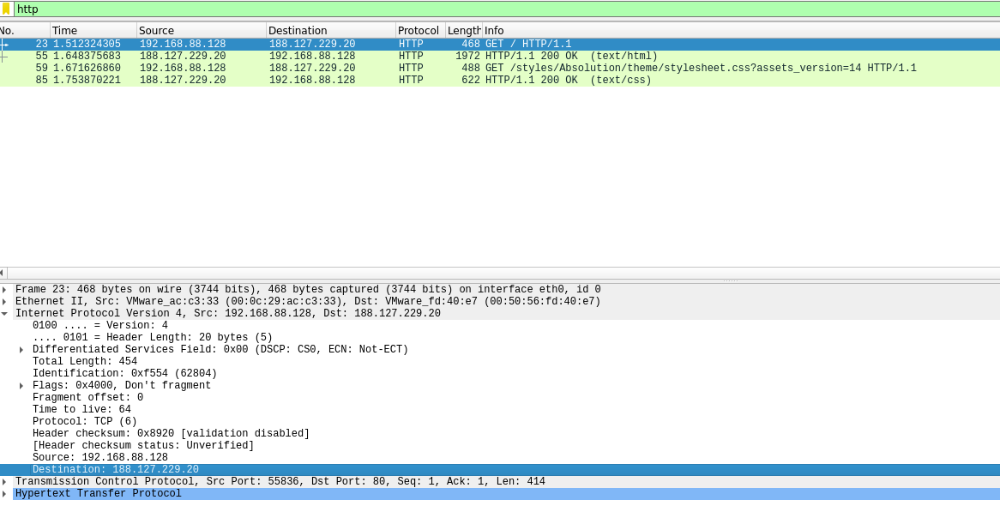 http
No. Time Source Destination Protocol Length Info
23 1.512324305 192.168.88.128 188.127.229.20 HTTP 468 GET / HTTP/1.1
55 1.648375683 188.127.229.20 192.168.88.128 HTTP 1972 HTTP/1.1 200 OK (text/html)
59 1.671626860 192.168.88.128 188.127.229.20 HTTP 488 GET /styles/Absolution/theme/stylesheet.css?assets_version=14 HTTP/1.1
85 1.753870221 188.127.229.20 192.168.88.128 HTTP 622 HTTP/1.1 200 OK (text/css)
Frame 23: 468 bytes on wire (3744 bits), 468 bytes captured (3744 bits) on interface eth0, id 0
Ethernet II, Src: VMware_ac:c3:33 (00:0c:29:ac:c3:33), Dst: VMware_fd:40:e7 (00:50:56:fd:40:e7)
Internet Protocol Version 4, Src: 192.168.88.128, Dst: 188.127.229.20
0100 .... = Version: 4
.... 0101 = Header Length: 20 bytes (5)
Differentiated Services Field: 0x00 (DSCP: CS0, ECN: Not-ECT)
Total Length: 454
Identification: 0xf554 (62804)
Flags: 0x4000, Don't fragment
Fragment offset: 0
Time to live: 64
Protocol: TCP (6)
Header checksum: 0x8920 [validation disabled]
[Header checksum status: Unverified]
Source: 192.168.88.128
Destination: 188.127.229.20
Transmission Control Protocol, Src Port: 55836, Dst Port: 80, Seq: 1, Ack: 1, Len: 414
Hypertext Transfer Protocol